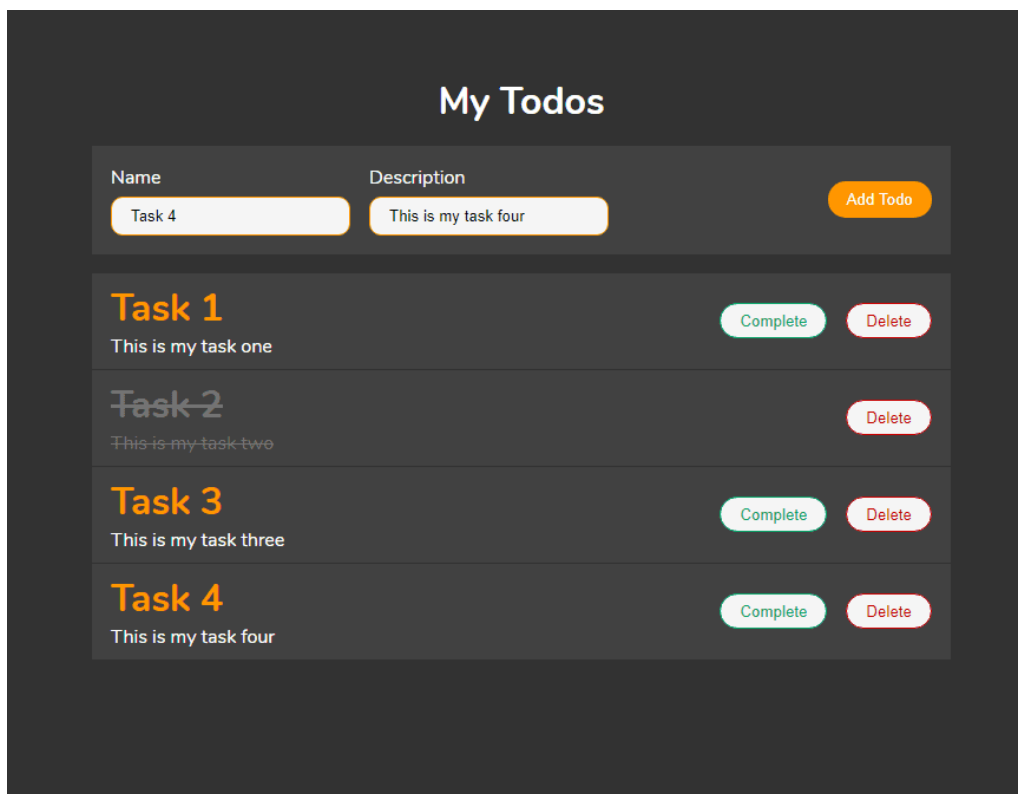 My Todos
Name Description
Task 4 This is my task four Add Todo
Task 1
This is my task one
Complete Delete
Task 2
This is my task two
Delete
Task 3
This is my task three
Complete Delete
Task 4
This is my task four
Complete Delete